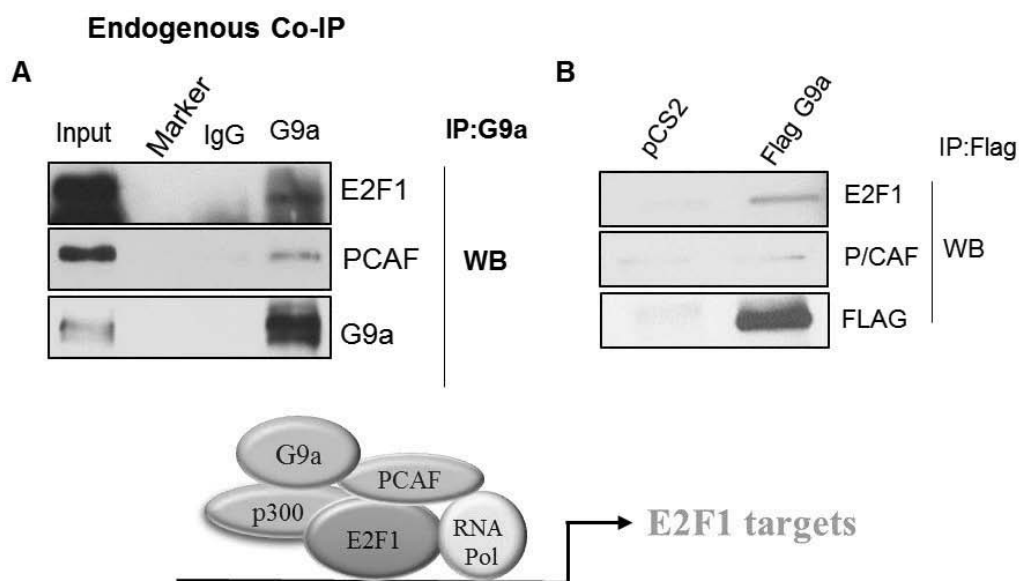 Endogenous Co-IP
A
Input Marker IgG G9a
IP:G9a
E2F1
PCAF
G9a
WB
B
pCS2 Flag G9a
IP:Flag
E2F1
P/CAF
FLAG
WB
G9a
PCAF
p300
E2F1
RNA
Pol
E2F1 targets